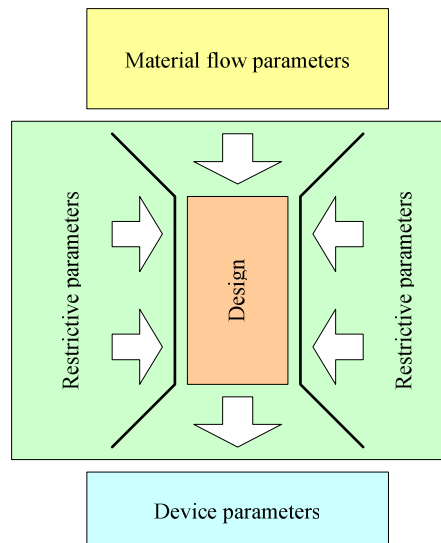 Material flow parameters
Restrictive parameters
Design
Restrictive parameters
Device parameters